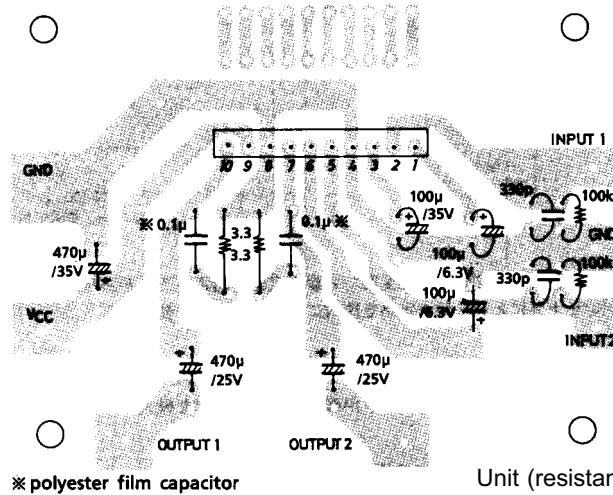 INPUT 1
10 9 8 7 6 5 4 3 2 1
GND
330p
100k
100μ
/35V
※ 0.1μ
3.3
3.3
0.1μ ※
GND
470μ
/35V
100μ
/6.3V
330p
100k
100μ
/6.3V
VCC
INPUT2
470μ
/25V
470μ
/25V
OUTPUT 1
OUTPUT 2
※ polyester film capacitor
Unit (resistan